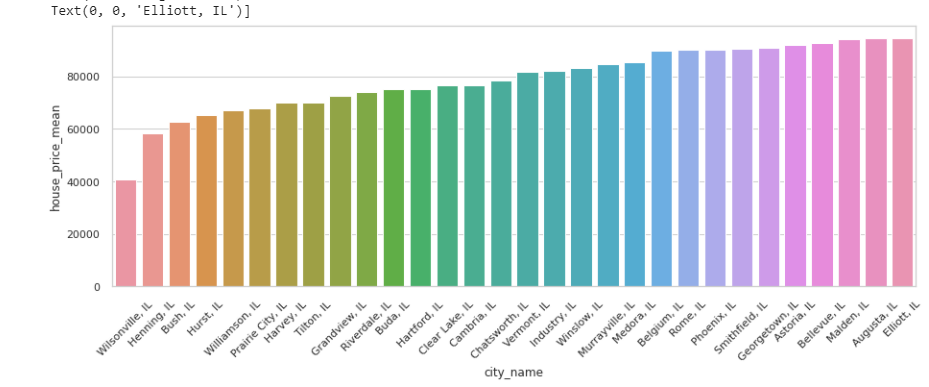 Text(0, 0, 'Elliott, IL')]
house_price_mean
80000
60000
40000
20000
0
Wilsonville, IL
Henning, IL
Bush, IL
Hurst, IL
Williamson, IL
Prairie City, IL
Harvey, IL
Tilton, IL
Grandview, IL
Riverdale, IL
Buda, IL
Hartford, IL
Clear Lake, IL
Cambria, IL
Chatsworth, IL
Vermont, IL
Industry, IL
Winslow, IL
Murrayville, IL
Medora, IL
Belgium, IL
Rome, IL
Phoenix, IL
Smithfield, IL
Georgetown, IL
Astoria, IL
Bellevue, IL
Malden, IL
Augusta, IL
Elliott, IL
city_name